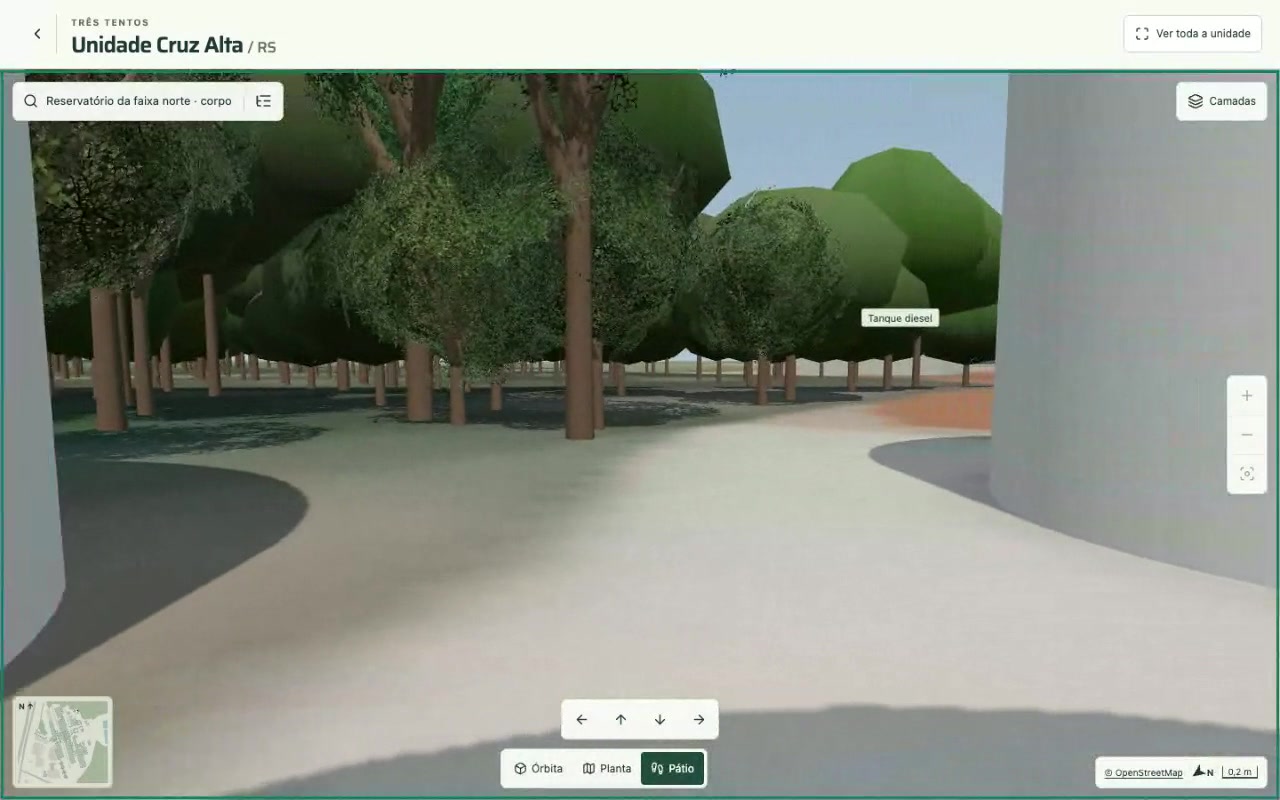 TRÊS TENTOS
Unidade Cruz Alta / RS
Ver toda a unidade
Reservatório da faixa norte · corpo
Camadas
Tanque diesel
N
Órbita
Planta
Pátio
© OpenStreetMap
N
0,2 m